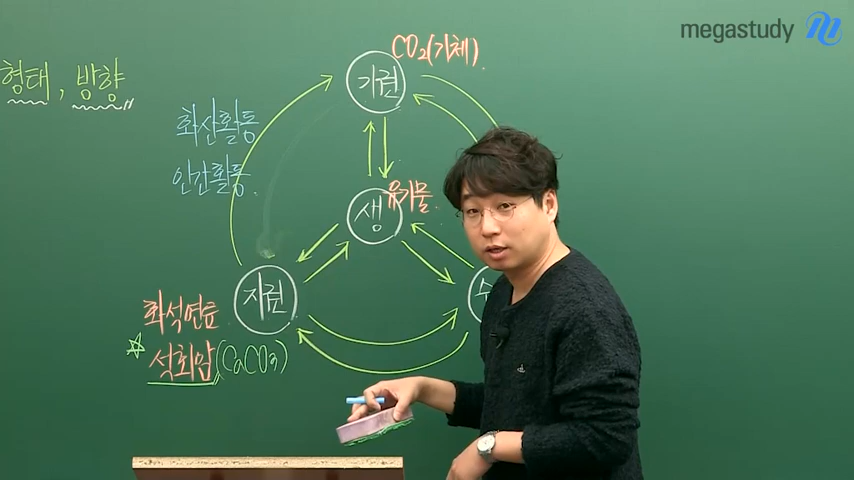 megastudy
형태, 방향
CO₂(기체)
기권
화산활동
인간활동
유기물
생
지권
수
화석연료
☆석회암(CaCO₃)